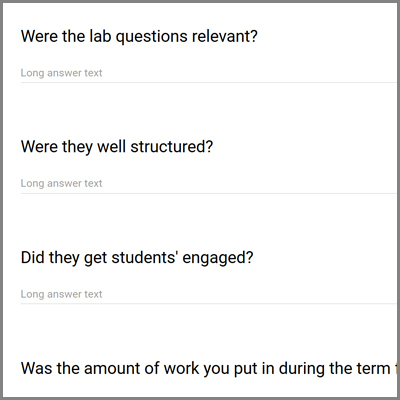 Were the lab questions relevant?
Long answer text
Were they well structured?
Long answer text
Did they get students' engaged?
Long answer text
Was the amount of work you put in during the term